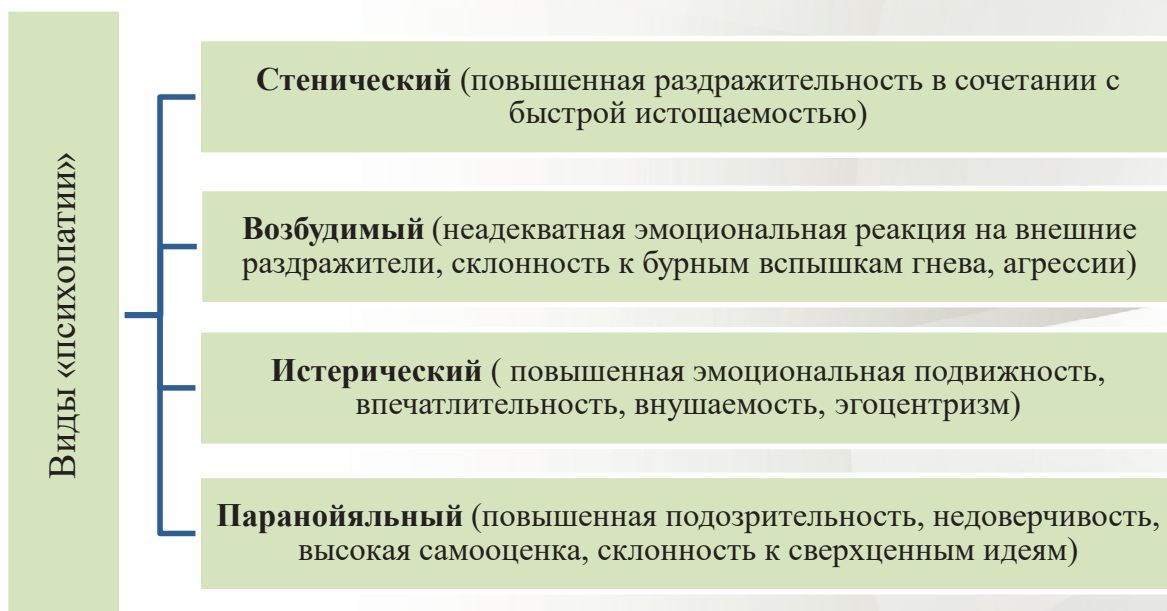 Виды «психопатии»
Стенический (повышенная раздражительность в сочетании с
быстрой истощаемостью)
Возбудимый (неадекватная эмоциональная реакция на внешние
раздражители, склонность к бурным вспышкам гнева, агрессии)
Истерический ( повышенная эмоциональная подвижность,
впечатлительность, внушаемость, эгоцентризм)
Паранойяльный (повышенная подозрительность, недоверчивость,
высокая самооценка, склонность к сверхценным идеям)